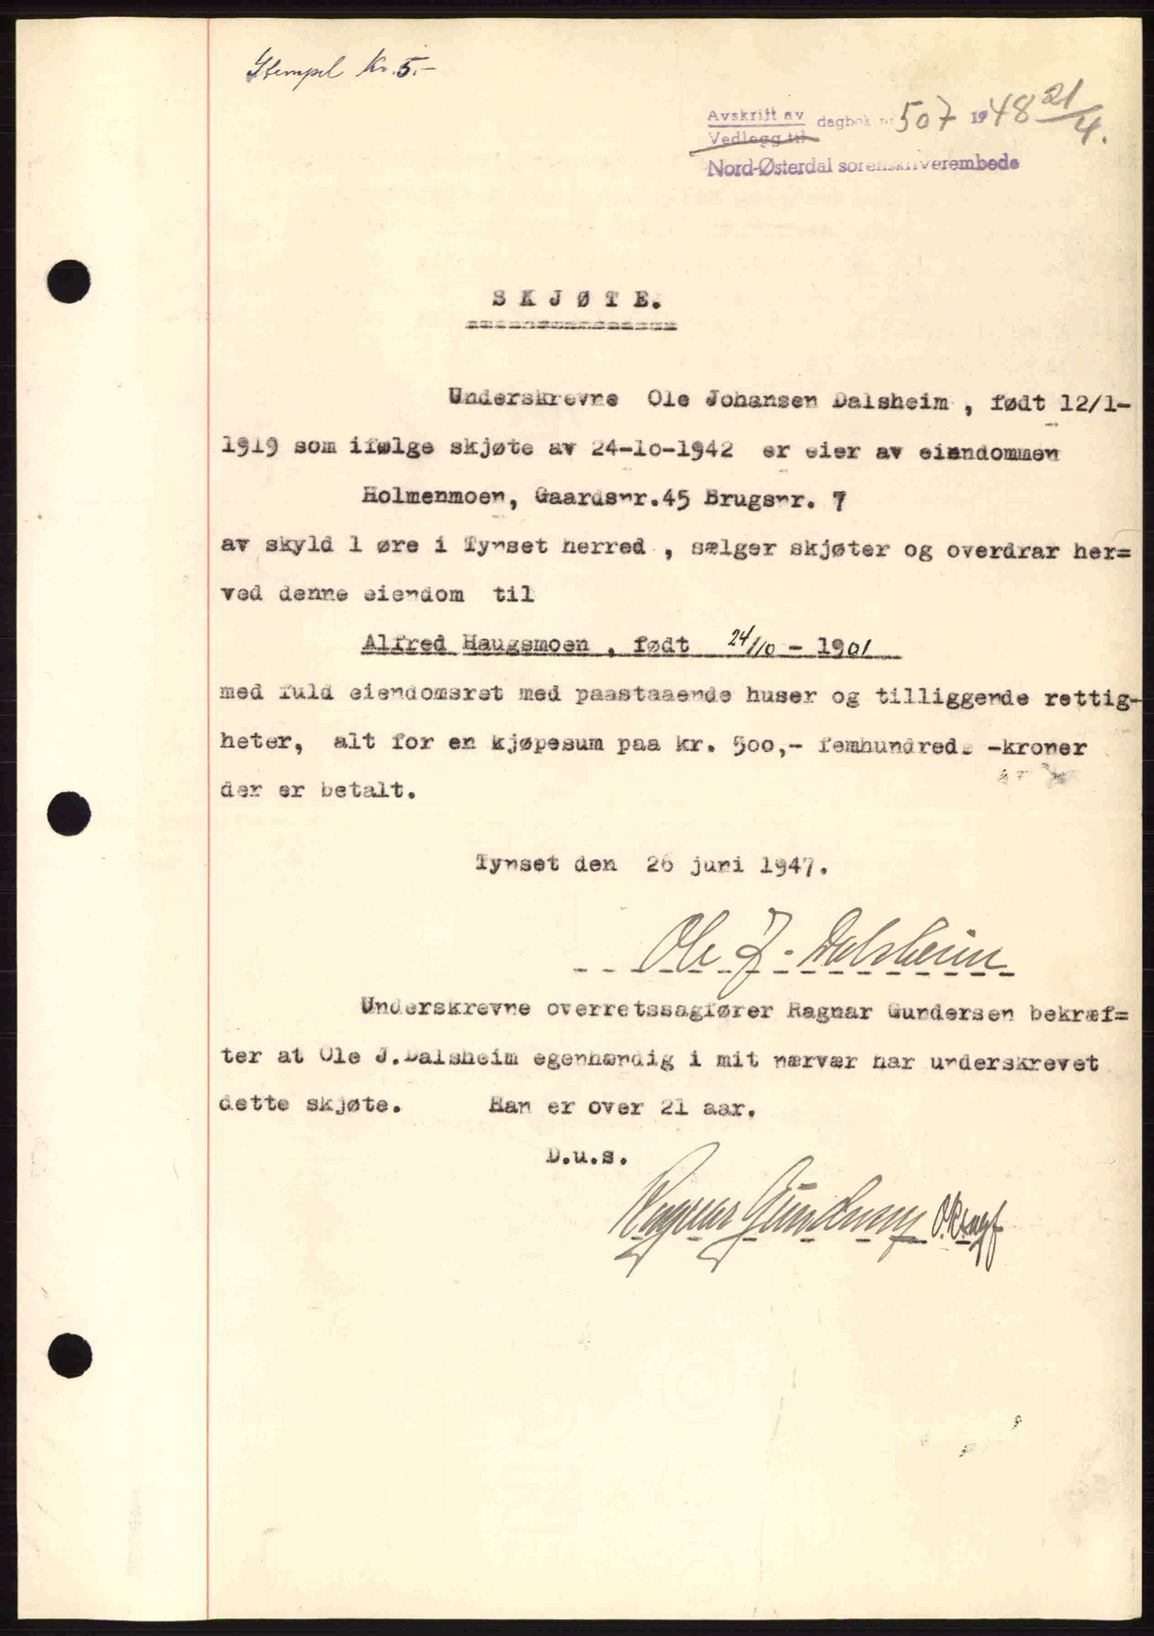 Stempel Kr. 5.-
Avskrift av
Vedlegg til dagbok nr 507 1948 21/4.
Nord-Østerdal sorenskriverembede
SKJØTE.
Underskrevne Ole Johansen Dalsheim , født 12/1-
1919 som ifølge skjøte av 24-10-1942 er eier av eiendommen
Holmenmoen, Gaardsnr.45 Brugsnr. 7
av skyld 1 øre i Tynset herred , sælger skjøter og overdrar her=
ved denne eiendom til
Alfred Haugsmoen , født 24/10 - 1901
med fuld eiendomsret med paastaaende huser og tilliggende rettig-
heter, alt for en kjøpesum paa kr. 500,- femhundrede -kroner
der er betalt.
Tynset den 26 juni 1947.
Ole J. Dalsheim
Underskrevne overretssagfører Ragnar Gundersen bekræf=
ter at Ole J.Dalsheim egenhændig i mit nærvær har underskrevet
dette skjøte. Han er over 21 aar.
D.u.s.
Ragnar Gundersen O.R.sagf